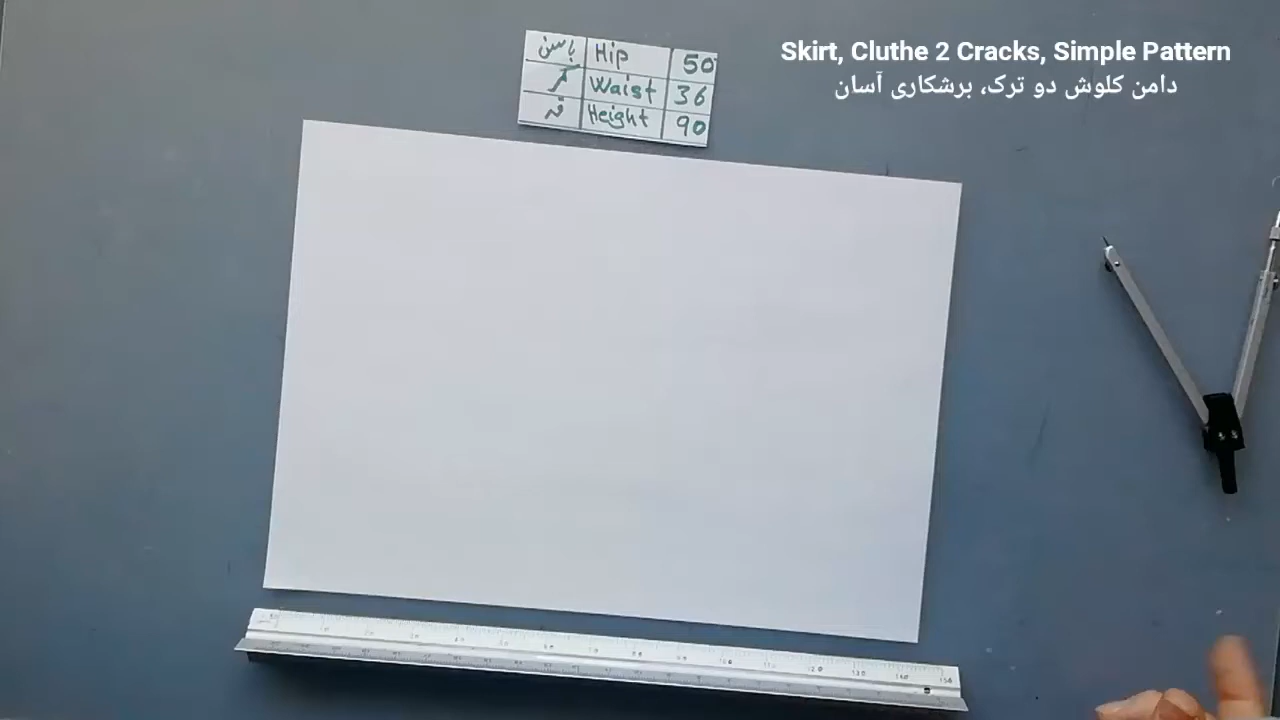 Skirt, Cluthe 2 Cracks, Simple Pattern
دامن کلوش دو ترک، برشکاری آسان
باسن Hip 50
کمر Waist 36
قد Height 90